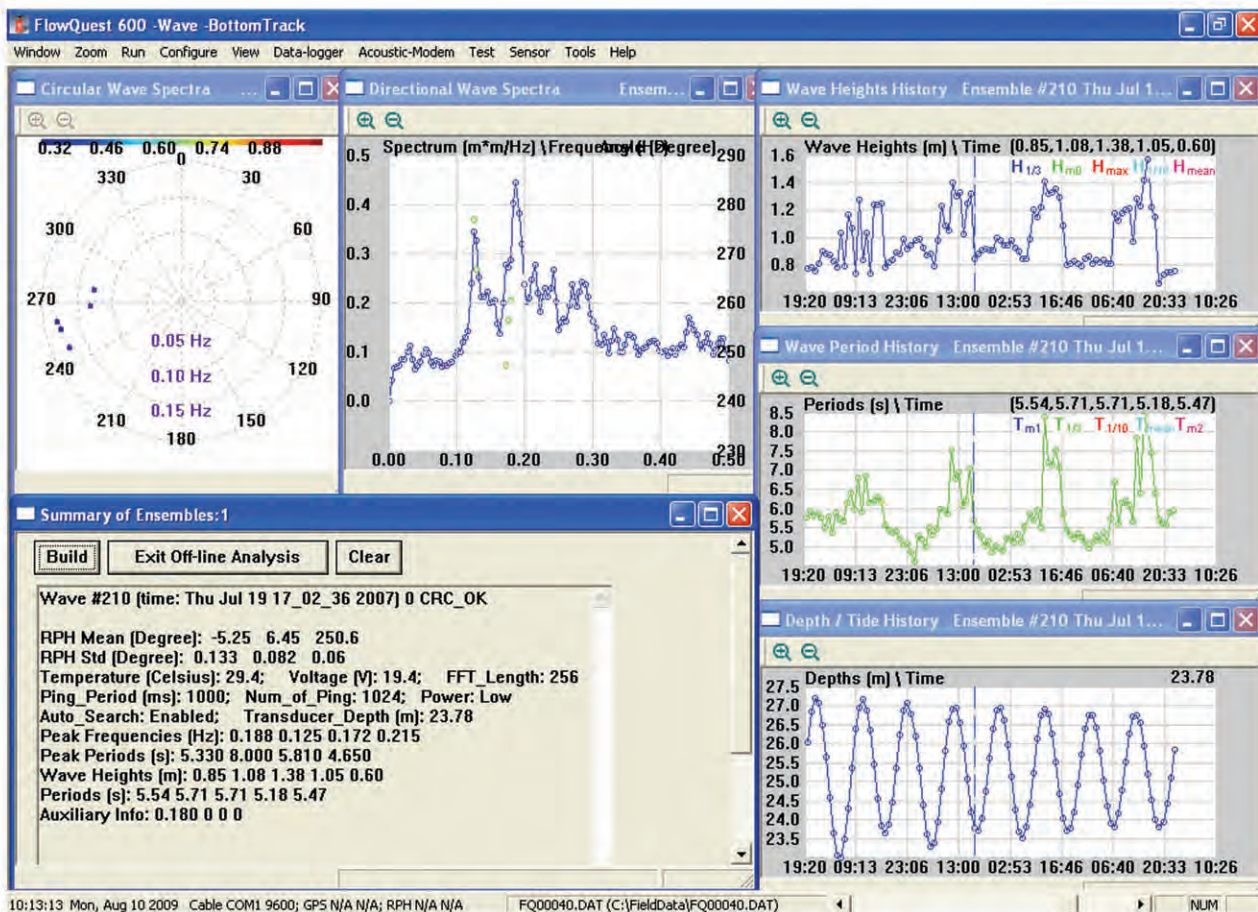 FlowQuest 600 -Wave -BottomTrack
Window Zoom Run Configure View Data-logger Acoustic-Modem Test Sensor Tools Help
Circular Wave Spectra ...
0.32 0.46 0.60 0.74 0.88
0
330 30
300 60
270 90
240 120
210 150
180
0.05 Hz
0.10 Hz
0.15 Hz
Directional Wave Spectra Ensem...
Spectrum (m*m/Hz) \ Frequency (Hz) Angle (Degree)
0.5 290
0.4 280
0.3 270
0.2 260
0.1 250
0.0 240
230
0.00 0.10 0.20 0.30 0.40 0.50
Wave Heights History Ensemble #210 Thu Jul 1...
Wave Heights (m) \ Time (0.85,1.08,1.38,1.05,0.60)
H1/3 Hm0 Hmax H1/10 Hmean
1.6
1.4
1.2
1.0
0.8
19:20 09:13 23:06 13:00 02:53 16:46 06:40 20:33 10:26
Wave Period History Ensemble #210 Thu Jul 1...
Periods (s) \ Time (5.54,5.71,5.71,5.18,5.47)
Tm1 T1/3 T1/10 Tmean Tm2
8.5
8.0
7.5
7.0
6.5
6.0
5.5
5.0
19:20 09:13 23:06 13:00 02:53 16:46 06:40 20:33 10:26
Depth / Tide History Ensemble #210 Thu Jul 1...
Depths (m) \ Time 23.78
27.5
27.0
26.5
26.0
25.5
25.0
24.5
24.0
23.5
19:20 09:13 23:06 13:00 02:53 16:46 06:40 20:33 10:26
Summary of Ensembles:1
Build Exit Off-line Analysis Clear
Wave #210 (time: Thu Jul 19 17_02_36 2007) 0 CRC_OK
RPH Mean (Degree): -5.25 6.45 250.6
RPH Std (Degree): 0.133 0.082 0.06
Temperature (Celsius): 29.4; Voltage (V): 19.4; FFT_Length: 256
Ping_Period (ms): 1000; Num_of_Ping: 1024; Power: Low
Auto_Search: Enabled; Transducer_Depth (m): 23.78
Peak Frequencies (Hz): 0.188 0.125 0.172 0.215
Peak Periods (s): 5.330 8.000 5.810 4.650
Wave Heights (m): 0.85 1.08 1.38 1.05 0.60
Periods (s): 5.54 5.71 5.71 5.18 5.47
Auxiliary Info: 0.180 0 0 0
10:13:13 Mon, Aug 10 2009 Cable COM1 9600; GPS N/A N/A; RPH N/A N/A FQ00040.DAT (C:\FieldData\FQ00040.DAT) NUM